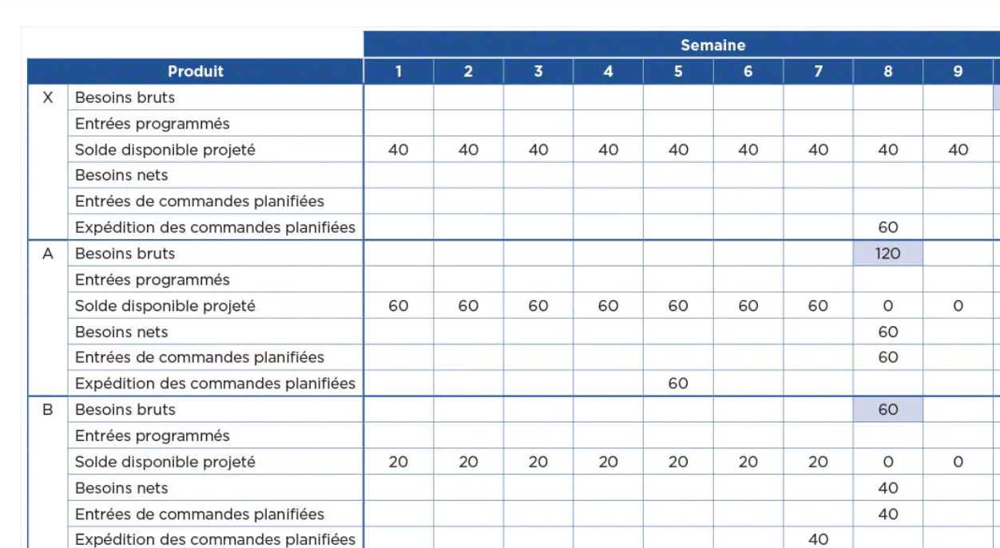 Semaine
Produit 1 2 3 4 5 6 7 8 9
X Besoins bruts
Entrées programmés
Solde disponible projeté 40 40 40 40 40 40 40 40 40
Besoins nets
Entrées de commandes planifiées
Expédition des commandes planifiées 60
A Besoins bruts 120
Entrées programmés
Solde disponible projeté 60 60 60 60 60 60 60 0 0
Besoins nets 60
Entrées de commandes planifiées 60
Expédition des commandes planifiées 60
B Besoins bruts 60
Entrées programmés
Solde disponible projeté 20 20 20 20 20 20 20 0 0
Besoins nets 40
Entrées de commandes planifiées 40
Expédition des commandes planifiées 40